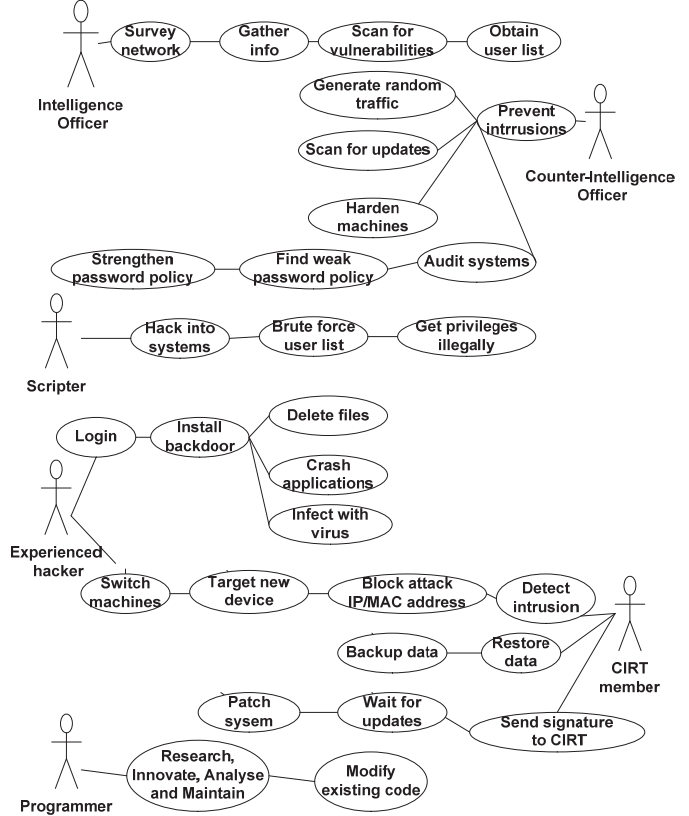 Survey
network
Gather
info
Scan for
vulnerabilities
Obtain
user list
Intelligence
Officer
Generate random
traffic
Prevent
intrrusions
Scan for updates
Counter-Intelligence
Officer
Harden
machines
Strengthen
password policy
Find weak
password policy
Audit systems
Hack into
systems
Brute force
user list
Get privileges
illegally
Scripter
Delete files
Login
Install
backdoor
Crash
applications
Infect with
virus
Experienced
hacker
Switch
machines
Target new
device
Block attack
IP/MAC address
Detect
intrusion
Backup data
Restore
data
CIRT
member
Patch
sysem
Wait for
updates
Send signature
to CIRT
Research,
Innovate, Analyse
and Maintain
Modify
existing code
Programmer